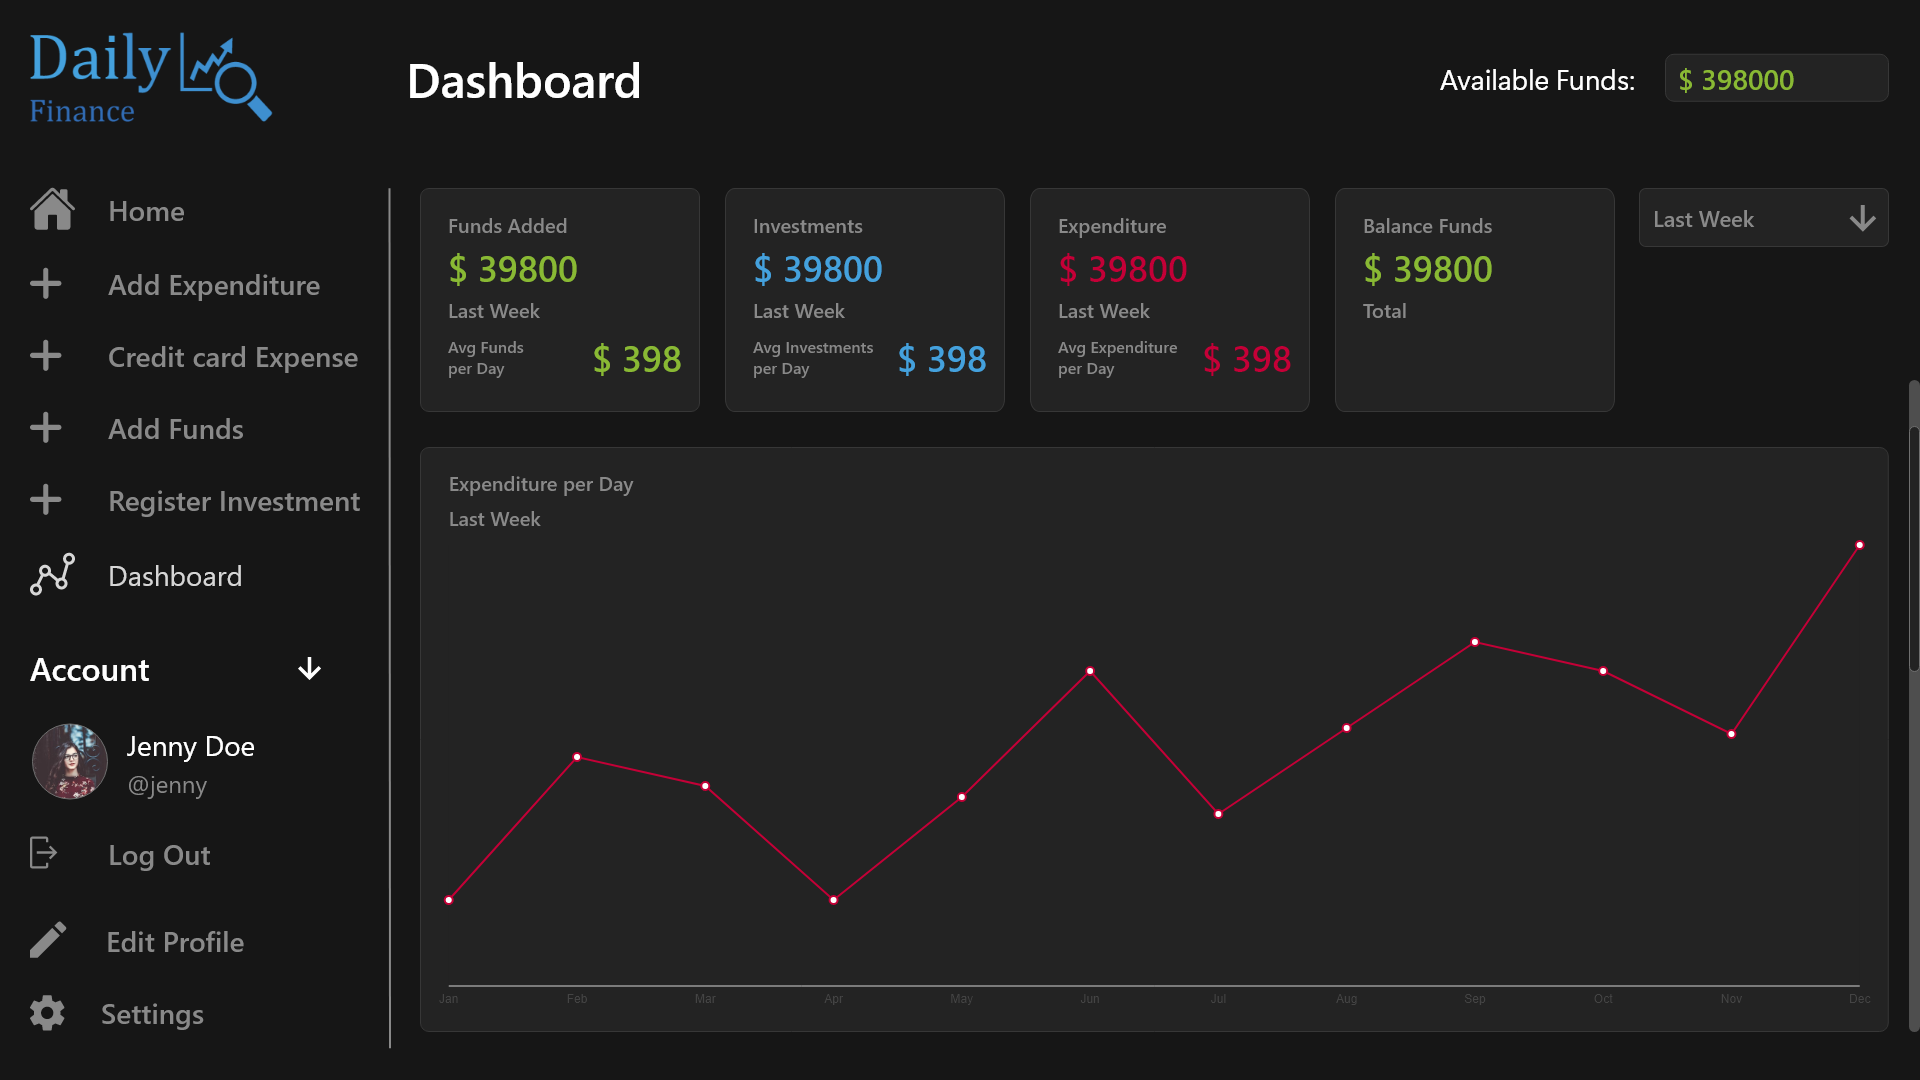 Daily
Finance
Dashboard
Available Funds:
$ 398000
Home
Add Expenditure
Credit card Expense
Add Funds
Register Investment
Dashboard
Account
Jenny Doe
@jenny
Log Out
Edit Profile
Settings
Funds Added
$ 39800
Last Week
Avg Funds
per Day
$ 398
Investments
$ 39800
Last Week
Avg Investments
per Day
$ 398
Expenditure
$ 39800
Last Week
Avg Expenditure
per Day
$ 398
Balance Funds
$ 39800
Total
Last Week
Expenditure per Day
Last Week
Jan Feb Mar Apr May Jun Jul Aug Sep Oct Nov Dec